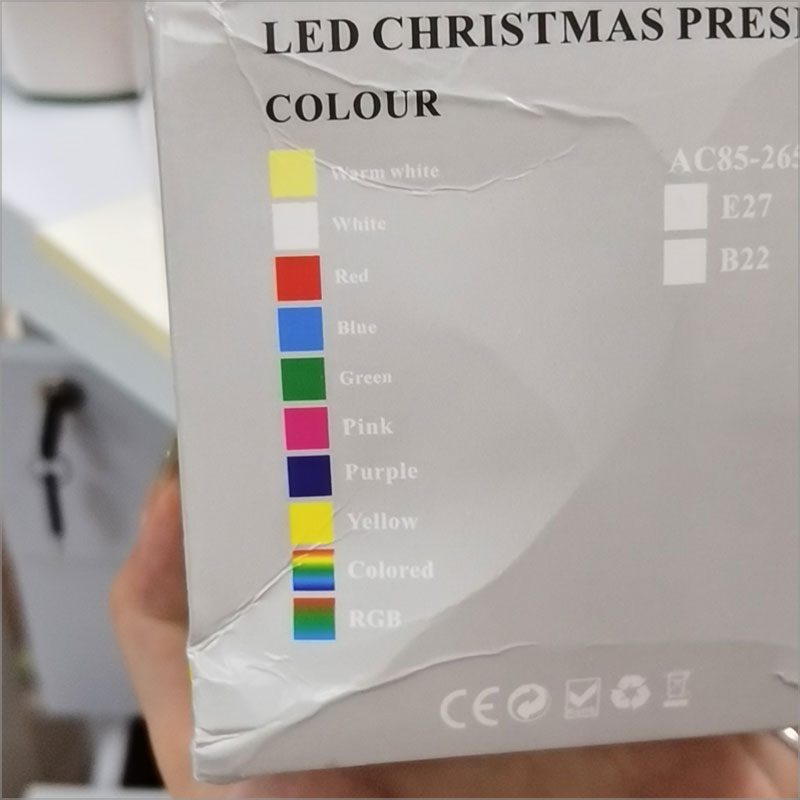 LED CHRISTMAS
COLOUR
Warm white
White
Red
Blue
Green
Pink
Purple
Yellow
Colored
RGB
AC85-265
E27
B22
CE